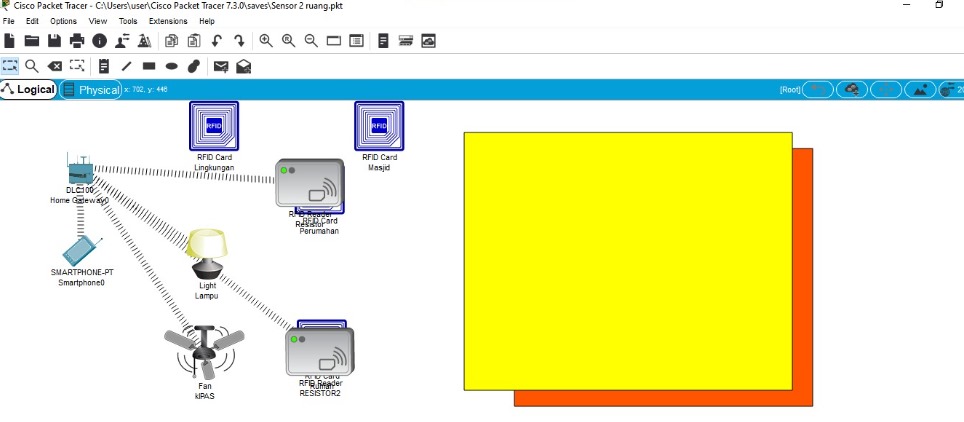 Cisco Packet Tracer - C:\Users\user\Cisco Packet Tracer 7.3.0\saves\Sensor 2 ruang.pkt
File Edit Options View Tools Extensions Help
Logical Physical x: 702, y: 446 [Root]
RFID RFID
RFID Card
Lingkungan
RFID Card
Masjid
DLC100
Home Gateway0
RFID Reader
Resistor
RFID Card
Perumahan
SMARTPHONE-PT
Smartphone0
Light
Lampu
Fan
kIPAS
RFID Card
RFID Reader
RESISTOR2